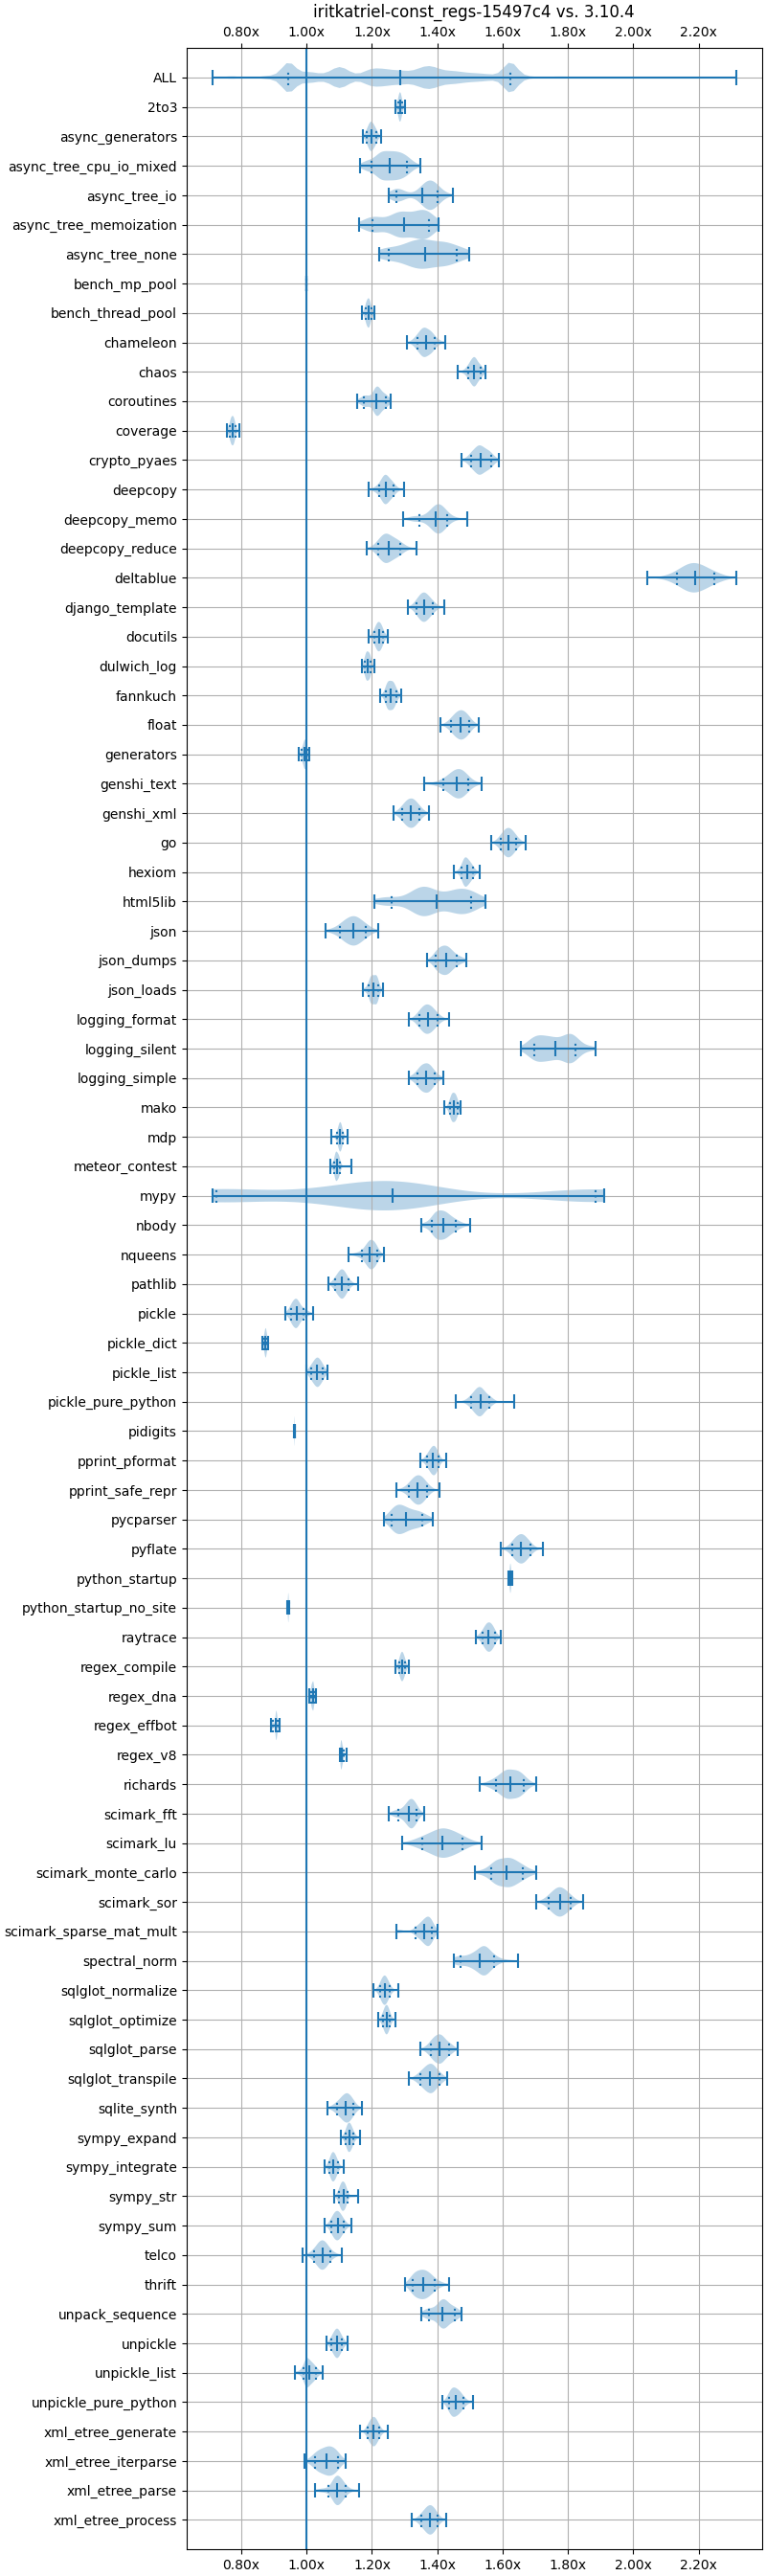 iritkatriel-const_regs-15497c4 vs. 3.10.4
0.80x 1.00x 1.20x 1.40x 1.60x 1.80x 2.00x 2.20x
ALL
2to3
async_generators
async_tree_cpu_io_mixed
async_tree_io
async_tree_memoization
async_tree_none
bench_mp_pool
bench_thread_pool
chameleon
chaos
coroutines
coverage
crypto_pyaes
deepcopy
deepcopy_memo
deepcopy_reduce
deltablue
django_template
docutils
dulwich_log
fannkuch
float
generators
genshi_text
genshi_xml
go
hexiom
html5lib
json
json_dumps
json_loads
logging_format
logging_silent
logging_simple
mako
mdp
meteor_contest
mypy
nbody
nqueens
pathlib
pickle
pickle_dict
pickle_list
pickle_pure_python
pidigits
pprint_pformat
pprint_safe_repr
pycparser
pyflate
python_startup
python_startup_no_site
raytrace
regex_compile
regex_dna
regex_effbot
regex_v8
richards
scimark_fft
scimark_lu
scimark_monte_carlo
scimark_sor
scimark_sparse_mat_mult
spectral_norm
sqlglot_normalize
sqlglot_optimize
sqlglot_parse
sqlglot_transpile
sqlite_synth
sympy_expand
sympy_integrate
sympy_str
sympy_sum
telco
thrift
unpack_sequence
unpickle
unpickle_list
unpickle_pure_python
xml_etree_generate
xml_etree_iterparse
xml_etree_parse
xml_etree_process
0.80x 1.00x 1.20x 1.40x 1.60x 1.80x 2.00x 2.20x